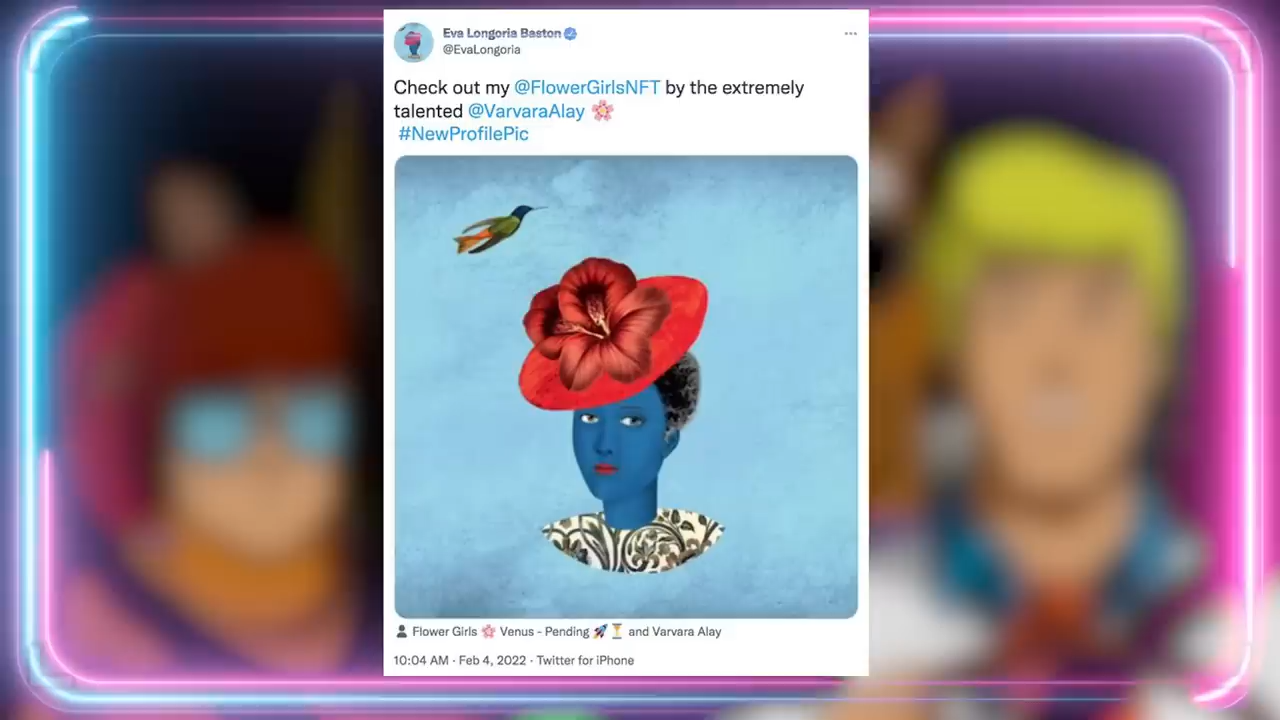 Eva Longoria Baston
@EvaLongoria
Check out my @FlowerGirlsNFT by the extremely
talented @VarvaraAlay 🌸
#NewProfilePic
Flower Girls 🌸 Venus - Pending 🚀⏳ and Varvara Alay
10:04 AM · Feb 4, 2022 · Twitter for iPhone